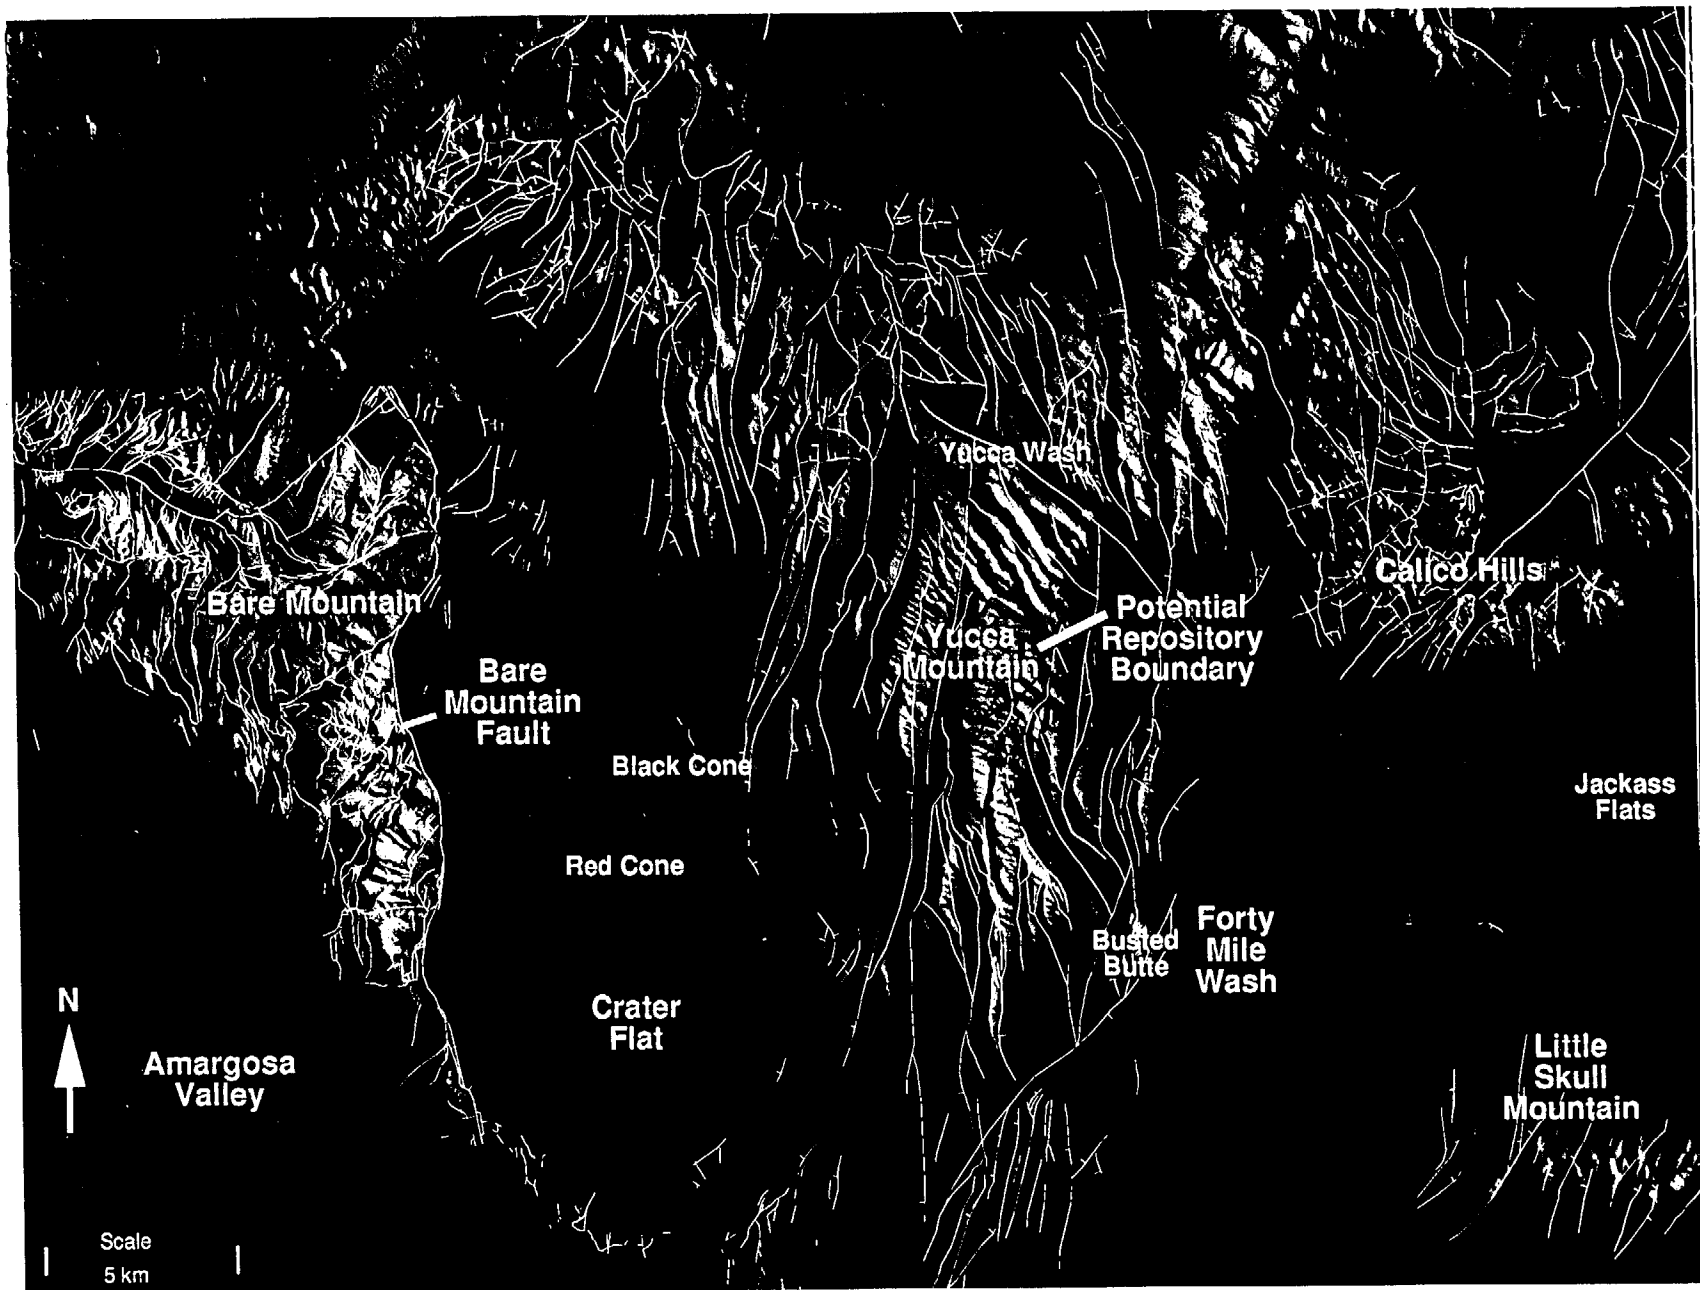 Yucca Wash
Calico Hills
Bare Mountain
Potential
Repository
Boundary
Yucca
Mountain
Bare
Mountain
Fault
Black Cone
Jackass
Flats
Red Cone
Forty
Mile
Wash
Busted
Butte
N
Crater
Flat
Amargosa
Valley
Little
Skull
Mountain
Scale
5 km